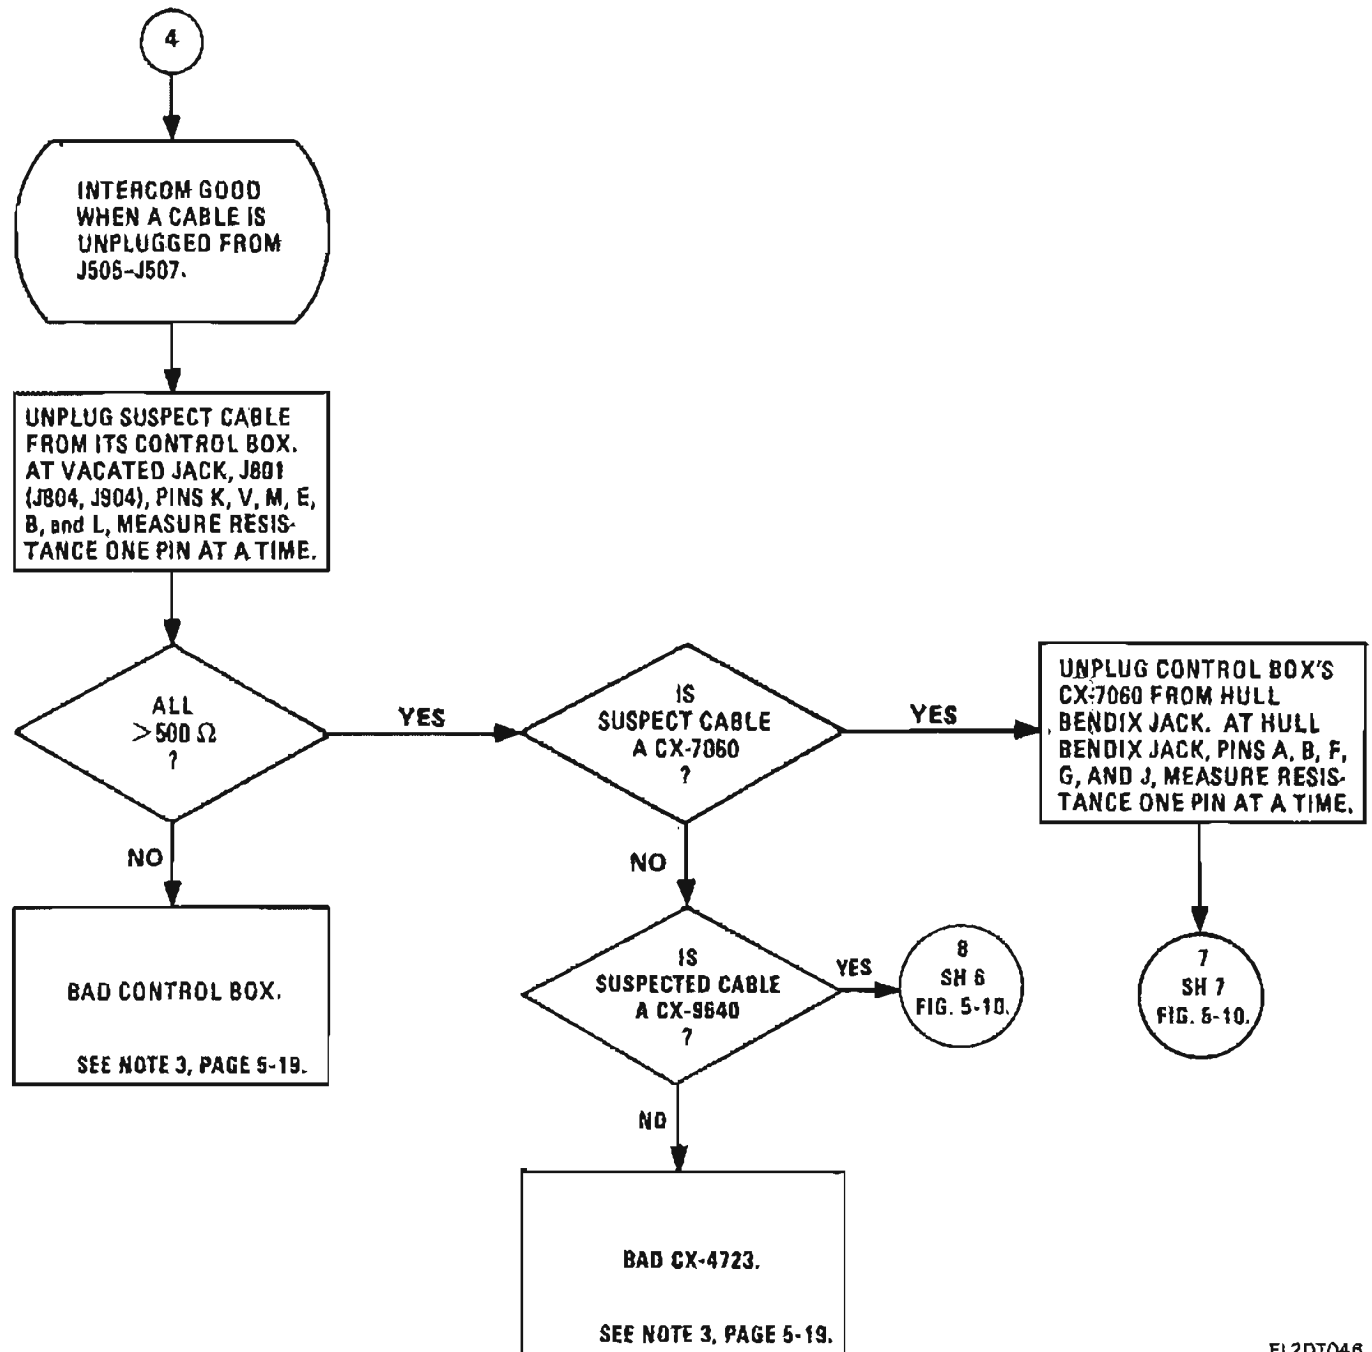 4
INTERCOM GOOD
WHEN A CABLE IS
UNPLUGGED FROM
J505-J507.
UNPLUG SUSPECT CABLE
FROM ITS CONTROL BOX.
AT VACATED JACK, J801
(J804, J904), PINS K, V, M, E,
B, and L, MEASURE RESIS-
TANCE ONE PIN AT A TIME.
ALL
>500 Ω
?
YES
NO
BAD CONTROL BOX.
SEE NOTE 3, PAGE 5-19.
IS
SUSPECT CABLE
A CX-7060
?
YES
NO
UNPLUG CONTROL BOX'S
CX-7060 FROM HULL
BENDIX JACK. AT HULL
BENDIX JACK, PINS A, B, F,
G, AND J, MEASURE RESIS-
TANCE ONE PIN AT A TIME.
7
SH 7
FIG. 5-10.
IS
SUSPECTED CABLE
A CX-9640
?
YES
8
SH 6
FIG. 5-10.
NO
BAD CX-4723.
SEE NOTE 3, PAGE 5-19.
EL2DT046